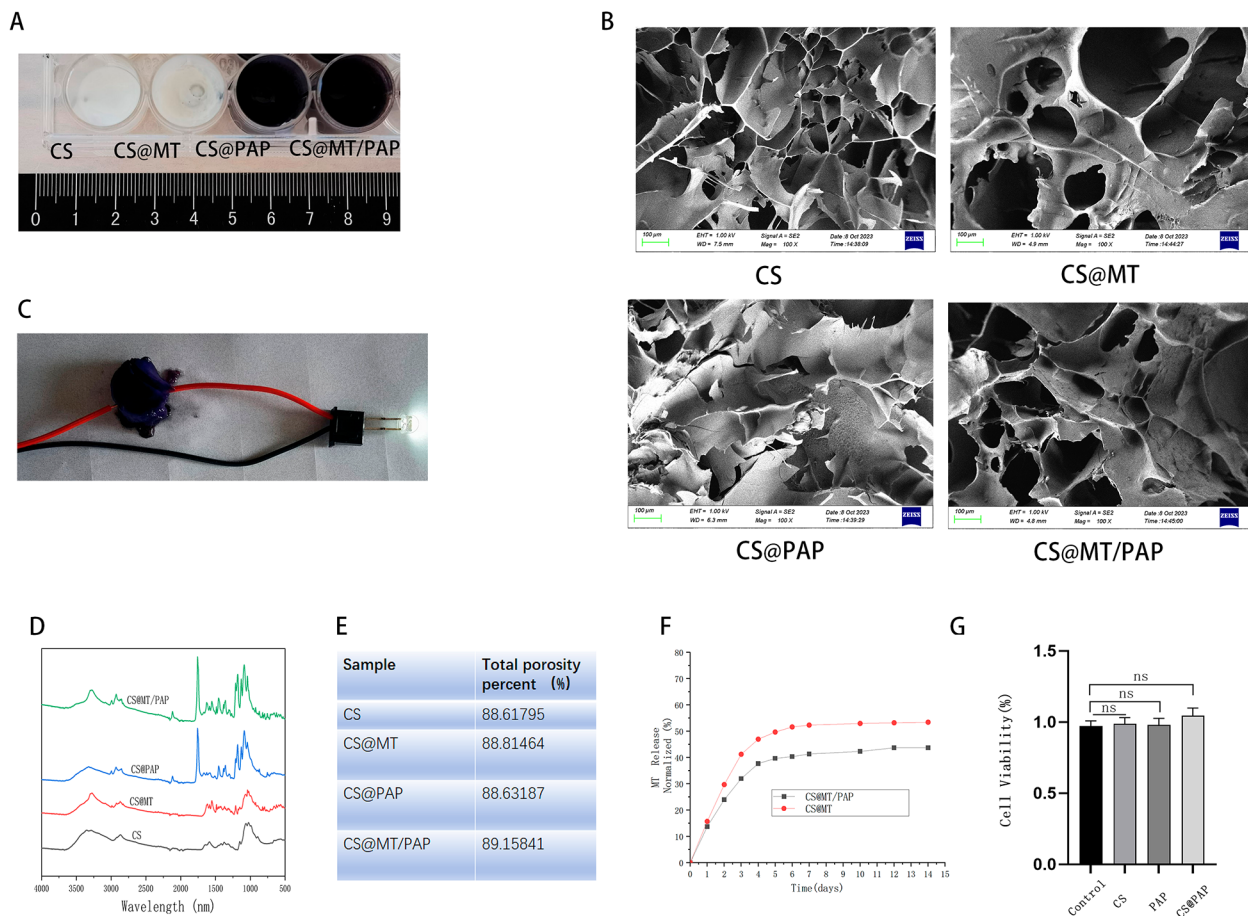 A
CS CS@MT CS@PAP CS@MT/PAP
0 1 2 3 4 5 6 7 8 9
B
100 µm
EHT = 1.00 kV
WD = 7.5 mm
Signal A = SE2
Mag = 100 X
Date :8 Oct 2023
Time :14:38:09
ZEISS
CS
100 µm
EHT = 1.00 kV
WD = 4.9 mm
Signal A = SE2
Mag = 100 X
Date :8 Oct 2023
Time :14:44:27
ZEISS
CS@MT
100 µm
EHT = 1.00 kV
WD = 6.3 mm
Signal A = SE2
Mag = 100 X
Date :8 Oct 2023
Time :14:39:29
ZEISS
CS@PAP
100 µm
EHT = 1.00 kV
WD = 4.8 mm
Signal A = SE2
Mag = 100 X
Date :8 Oct 2023
Time :14:45:00
ZEISS
CS@MT/PAP
C
D
CS@MT/PAP
CS@PAP
CS@MT
CS
4000 3500 3000 2500 2000 1500 1000 500
Wavelength (nm)
E
Sample Total porosity percent (%)
CS 88.61795
CS@MT 88.81464
CS@PAP 88.63187
CS@MT/PAP 89.15841
F
MT Release
Normalized (%)
80
70
60
50
40
30
20
10
0
CS@MT/PAP
CS@MT
0 1 2 3 4 5 6 7 8 9 10 11 12 13 14 15
Time(days)
G
Cell Viability(%)
1.5
1.0
0.5
0.0
ns
ns
ns
Control CS PAP CS@PAP